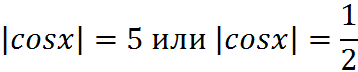 |cosx| = 5 или |cosx| = 1/2